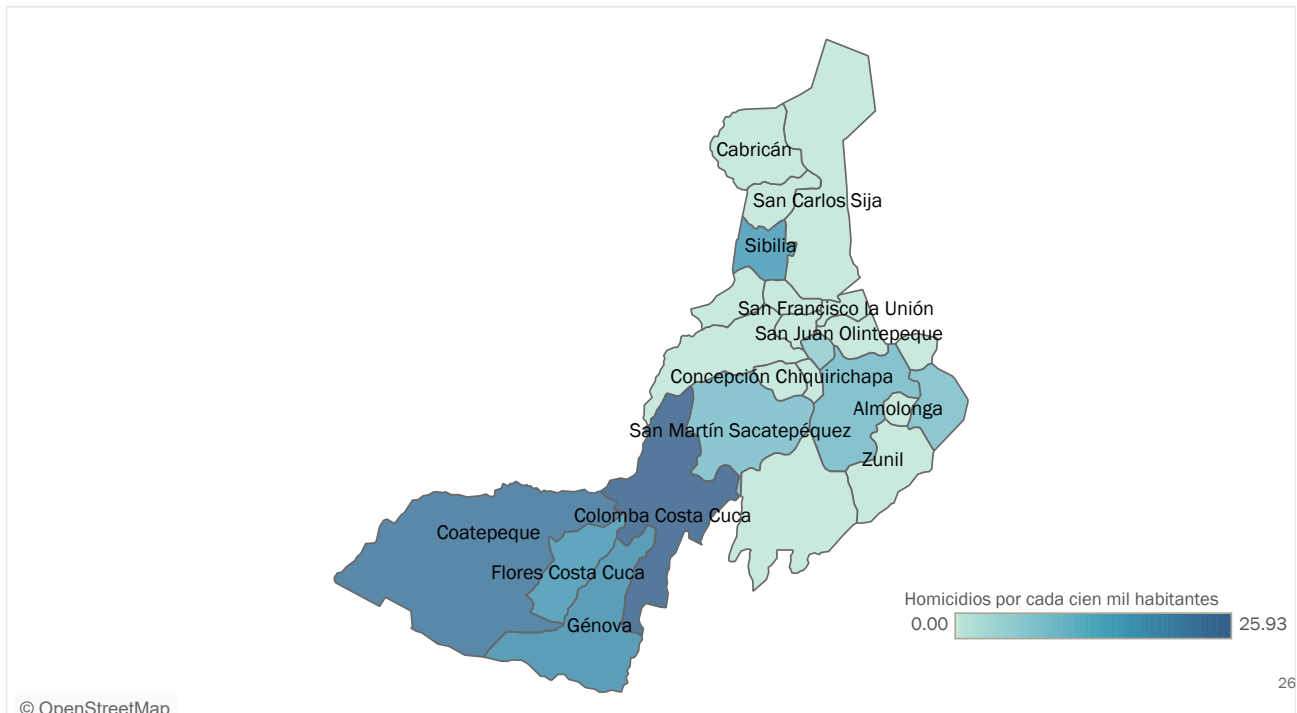 Cabricán
San Carlos Sija
Sibilia
San Francisco la Unión
San Juan Olintepeque
Concepción Chiquirichapa
Almolonga
San Martín Sacatepéquez
Zunil
Colomba Costa Cuca
Coatepeque
Flores Costa Cuca
Génova
Homicidios por cada cien mil habitantes
0.00 25.93
26
© OpenStreetMap